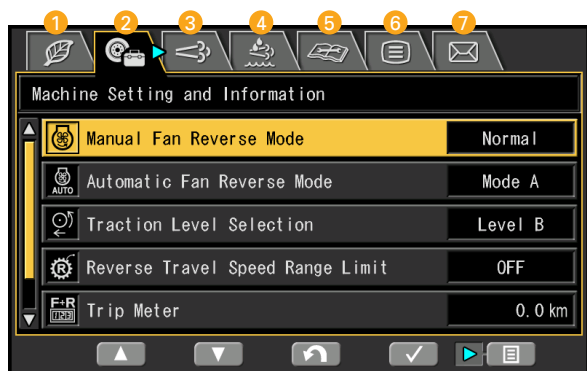 1 2 3 4 5 6 7
Machine Setting and Information
Manual Fan Reverse Mode Normal
AUTO Automatic Fan Reverse Mode Mode A
Traction Level Selection Level B
R Reverse Travel Speed Range Limit OFF
F+R 123 Trip Meter 0.0 km